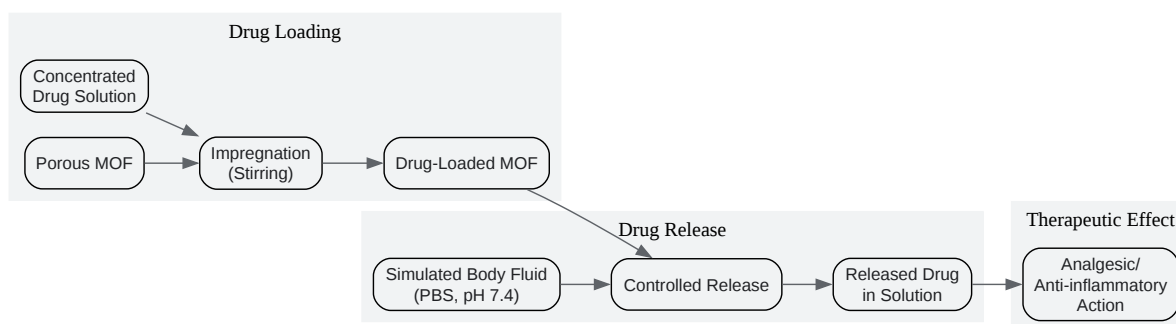 Drug Loading
Concentrated
Drug Solution
Porous MOF
Impregnation
(Stirring)
Drug-Loaded MOF
Drug Release
Simulated Body Fluid
(PBS, pH 7.4)
Controlled Release
Released Drug
in Solution
Therapeutic Effect
Analgesic/
Anti-inflammatory
Action